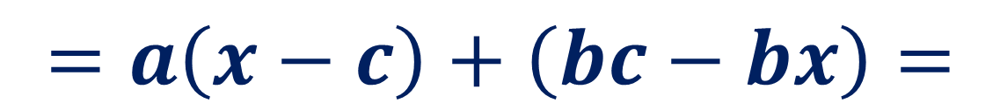 = a(x − c) + (bc − bx) =